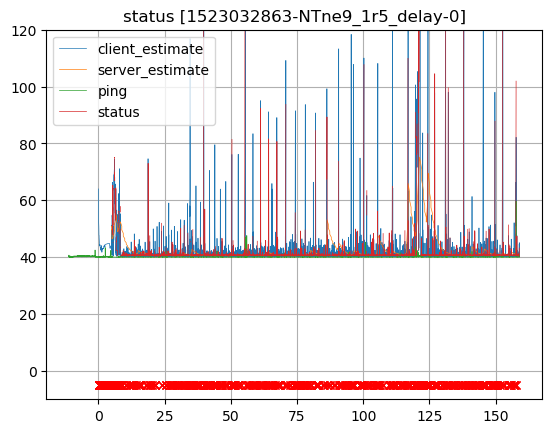 status [1523032863-NTne9_1r5_delay-0]
client_estimate
server_estimate
ping
status
120
100
80
60
40
20
0
0 25 50 75 100 125 150